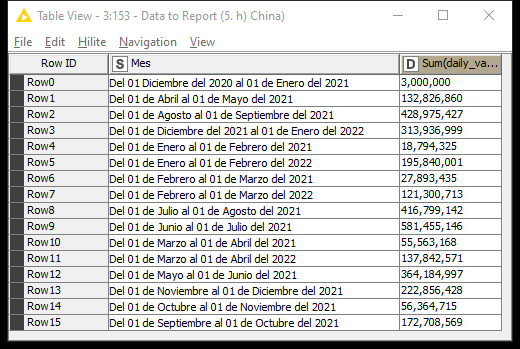 Table View - 3:153 - Data to Report (5. h) China)
File Edit Hilite Navigation View
Row ID S Mes D Sum(daily_va...
Row0 Del 01 Diciembre del 2020 al 01 de Enero del 2021 3,000,000
Row1 Del 01 de Abril al 01 de Mayo del 2021 132,826,860
Row2 Del 01 de Agosto al 01 de Septiembre del 2021 428,975,427
Row3 Del 01 de Diciembre del 2021 al 01 de Enero del 2022 313,936,999
Row4 Del 01 de Enero al 01 de Febrero del 2021 18,794,325
Row5 Del 01 de Enero al 01 de Febrero del 2022 195,840,001
Row6 Del 01 de Febrero al 01 de Marzo del 2021 27,893,435
Row7 Del 01 de Febrero al 01 de Marzo del 2022 121,300,713
Row8 Del 01 de Julio al 01 de Agosto del 2021 416,799,142
Row9 Del 01 de Junio al 01 de Julio del 2021 581,455,146
Row10 Del 01 de Marzo al 01 de Abril del 2021 55,563,168
Row11 Del 01 de Marzo al 01 de Abril del 2022 137,842,571
Row12 Del 01 de Mayo al 01 de Junio del 2021 364,184,997
Row13 Del 01 de Noviembre al 01 de Diciembre del 2021 222,856,428
Row14 Del 01 de Octubre al 01 de Noviembre del 2021 56,364,715
Row15 Del 01 de Septiembre al 01 de Octubre del 2021 172,708,569